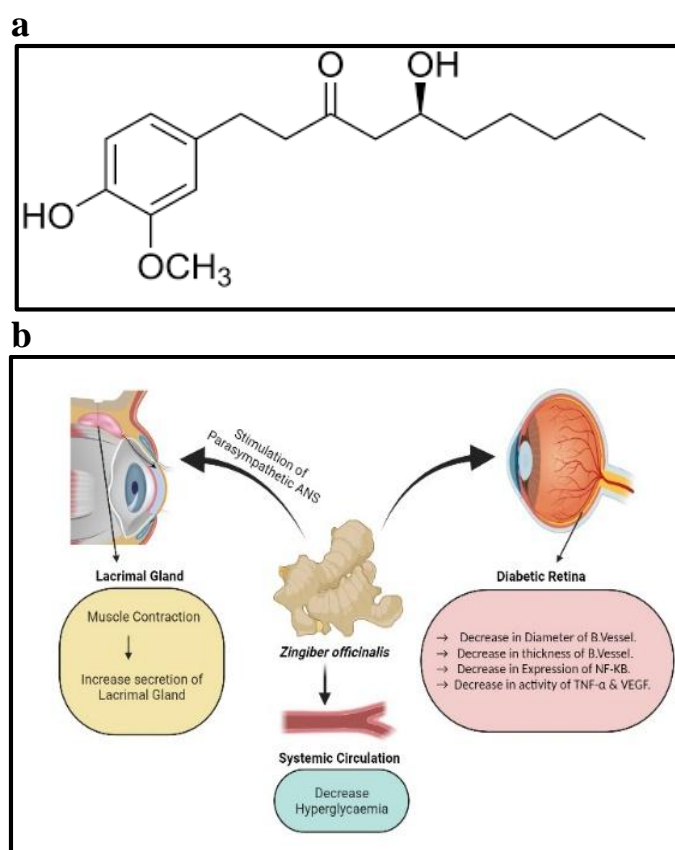 a
O
OH
HO
OCH3
b
Stimulation of
Parasympathetic ANS
Lacrimal Gland
Muscle Contraction
Increase secretion of
Lacrimal Gland
Zingiber officinalis
Systemic Circulation
Decrease
Hyperglycaemia
Diabetic Retina
→ Decrease in Diameter of B.Vessel.
→ Decrease in thickness of B.Vessel.
→ Decrease in Expression of NF-KB.
→ Decrease in activity of TNF-α & VEGF.